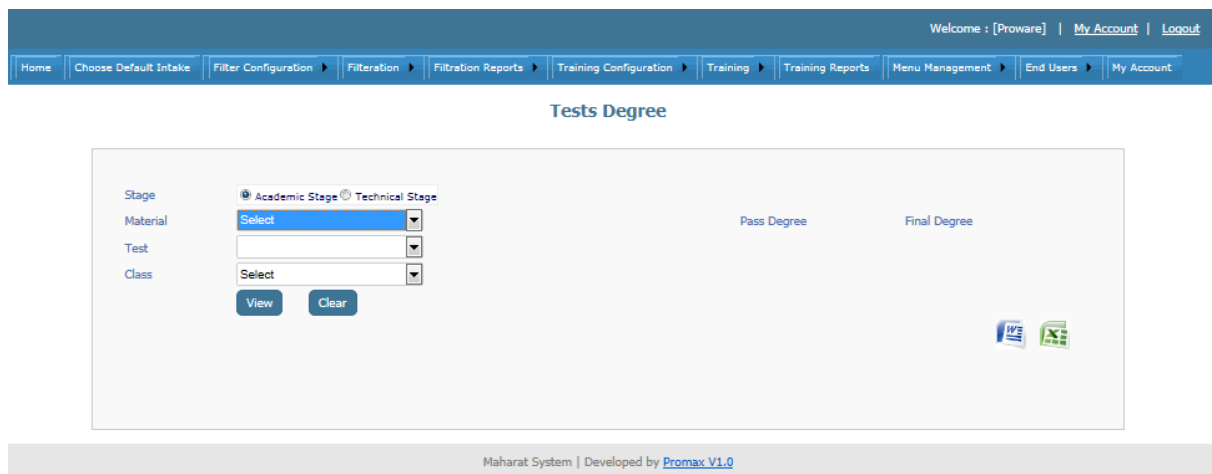 Welcome : [Proware] | My Account | Logout
Home Choose Default Intake Filter Configuration Filteration Filtration Reports Training Configuration Training Training Reports Menu Management End Users My Account
Tests Degree
Stage Academic Stage Technical Stage
Material Select Pass Degree Final Degree
Test
Class Select
View Clear
Maharat System | Developed by Promax V1.0